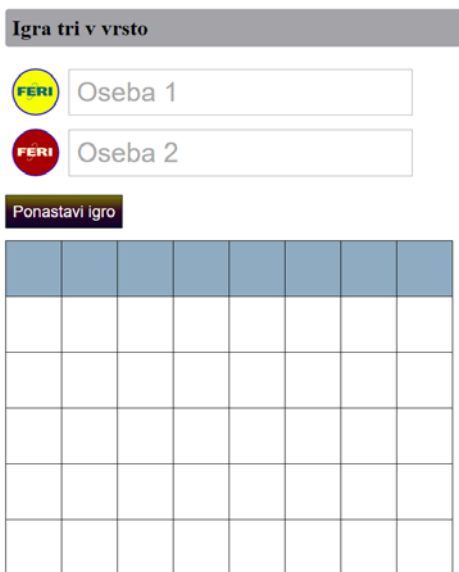 Igra tri v vrsto
FERI
Oseba 1
FERI
Oseba 2
Ponastavi igro